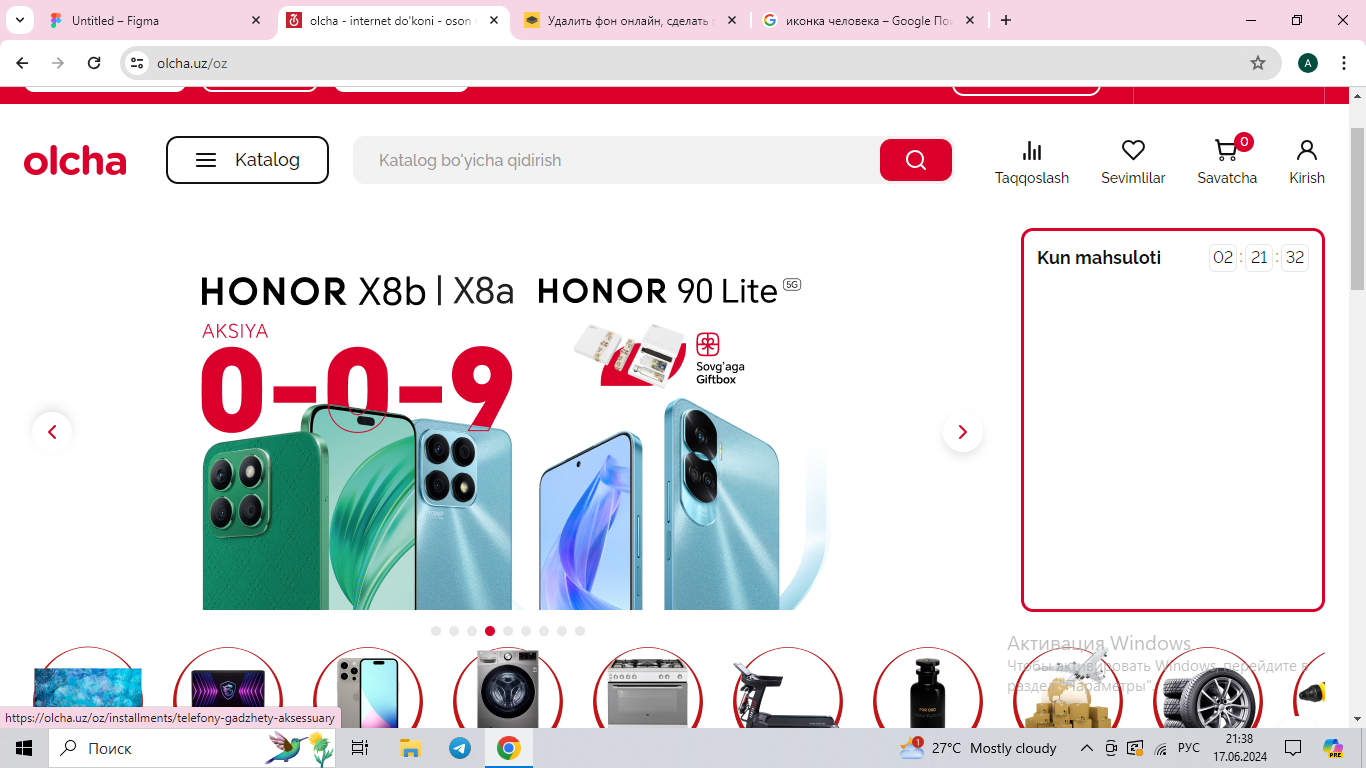 Untitled – Figma
olcha - internet do'koni - oson
Удалить фон онлайн, сделать
иконка человека – Google По
olcha.uz/oz
A
olcha
Katalog
Katalog bo'yicha qidirish
0
Taqqoslash
Sevimlilar
Savatcha
Kirish
Kun mahsuloti
02 : 21 : 32
HONOR X8b | X8a
HONOR 90 Lite 5G
AKSIYA
0-0-9
Sovg'aga
Giftbox
Активация Windows
Чтобы активировать Windows, перейдите в
раздел "Параметры".
https://olcha.uz/oz/installments/telefony-gadzhety-aksessuary
Поиск
1
27°C Mostly cloudy
РУС
21:38
17.06.2024
PRE